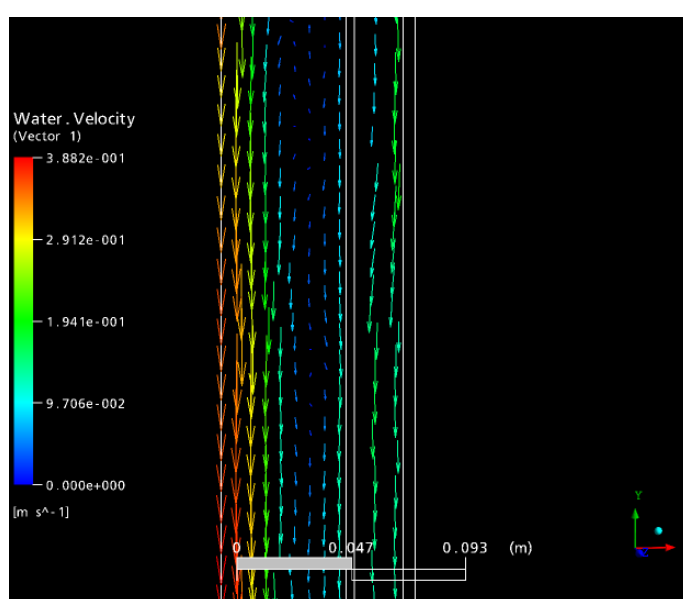 Water.Velocity
(Vector 1)
3.882e-001
2.912e-001
1.941e-001
9.706e-002
0.000e+000
[m s^-1]
0 0.047 0.093 (m)
Y